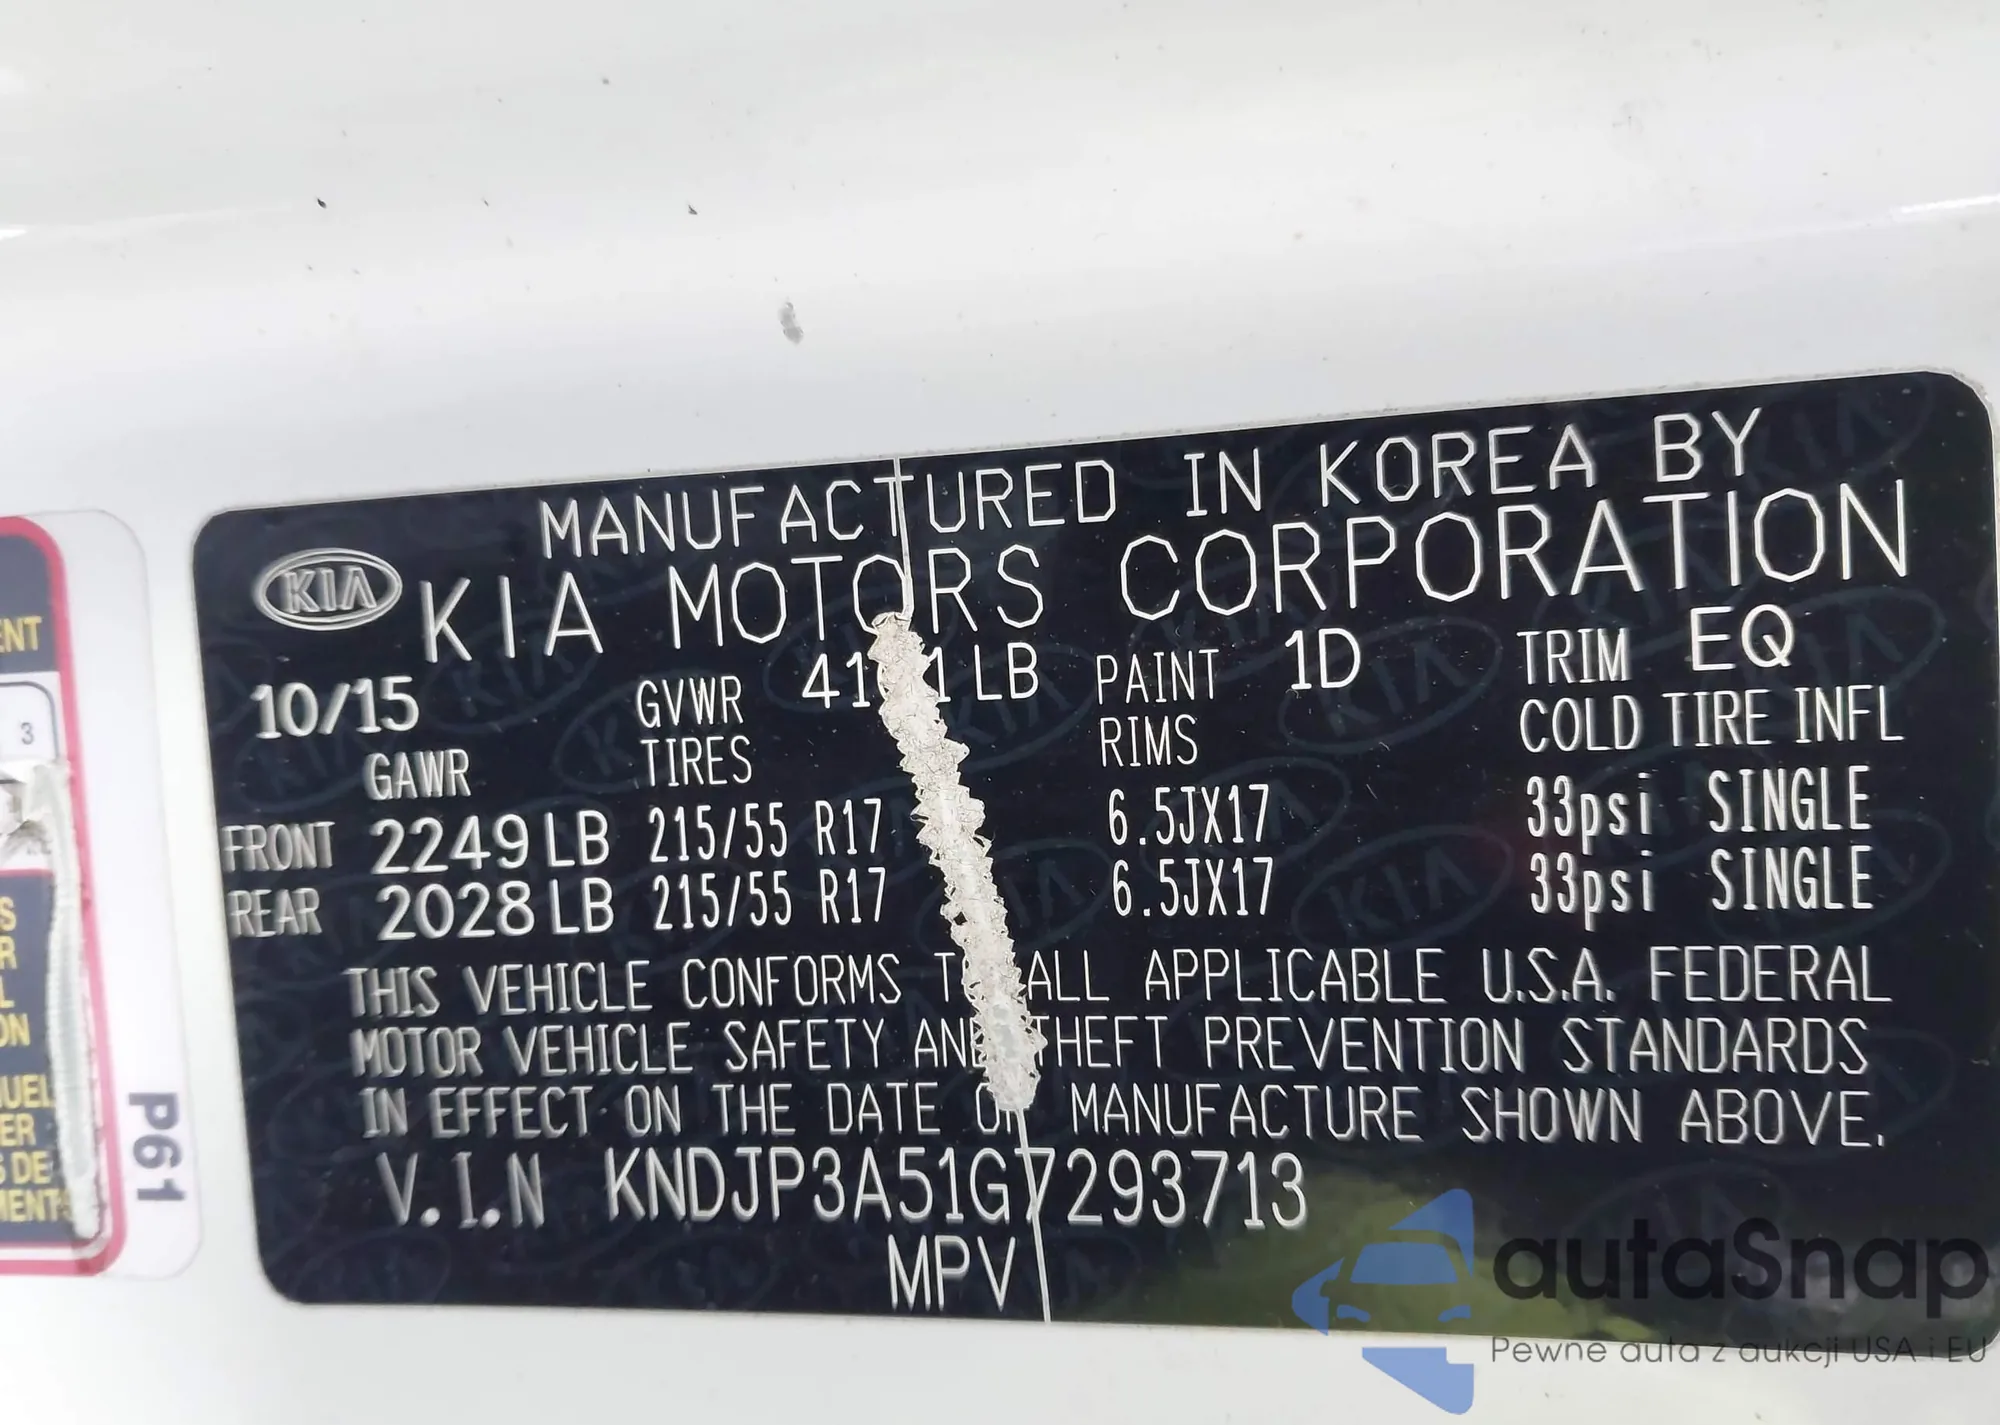 MANUFACTURED IN KOREA BY
KIA
KIA MOTORS CORPORATION
10/15 GVWR LB PAINT 1D TRIM EQ
GAWR TIRES RIMS COLD TIRE INFL
FRONT 2249 LB 215/55 R17 6.5JX17 33psi SINGLE
REAR 2028 LB 215/55 R17 6.5JX17 33psi SINGLE
THIS VEHICLE CONFORMS ALL APPLICABLE U.S.A. FEDERAL
MOTOR VEHICLE SAFETY AND THEFT PREVENTION STANDARDS
IN EFFECT ON THE DATE MANUFACTURE SHOWN ABOVE.
V.I.N KNDJP3A51G7293713
MPV
P61
3
autaSnap
Pewne auta z aukcji USA i EU